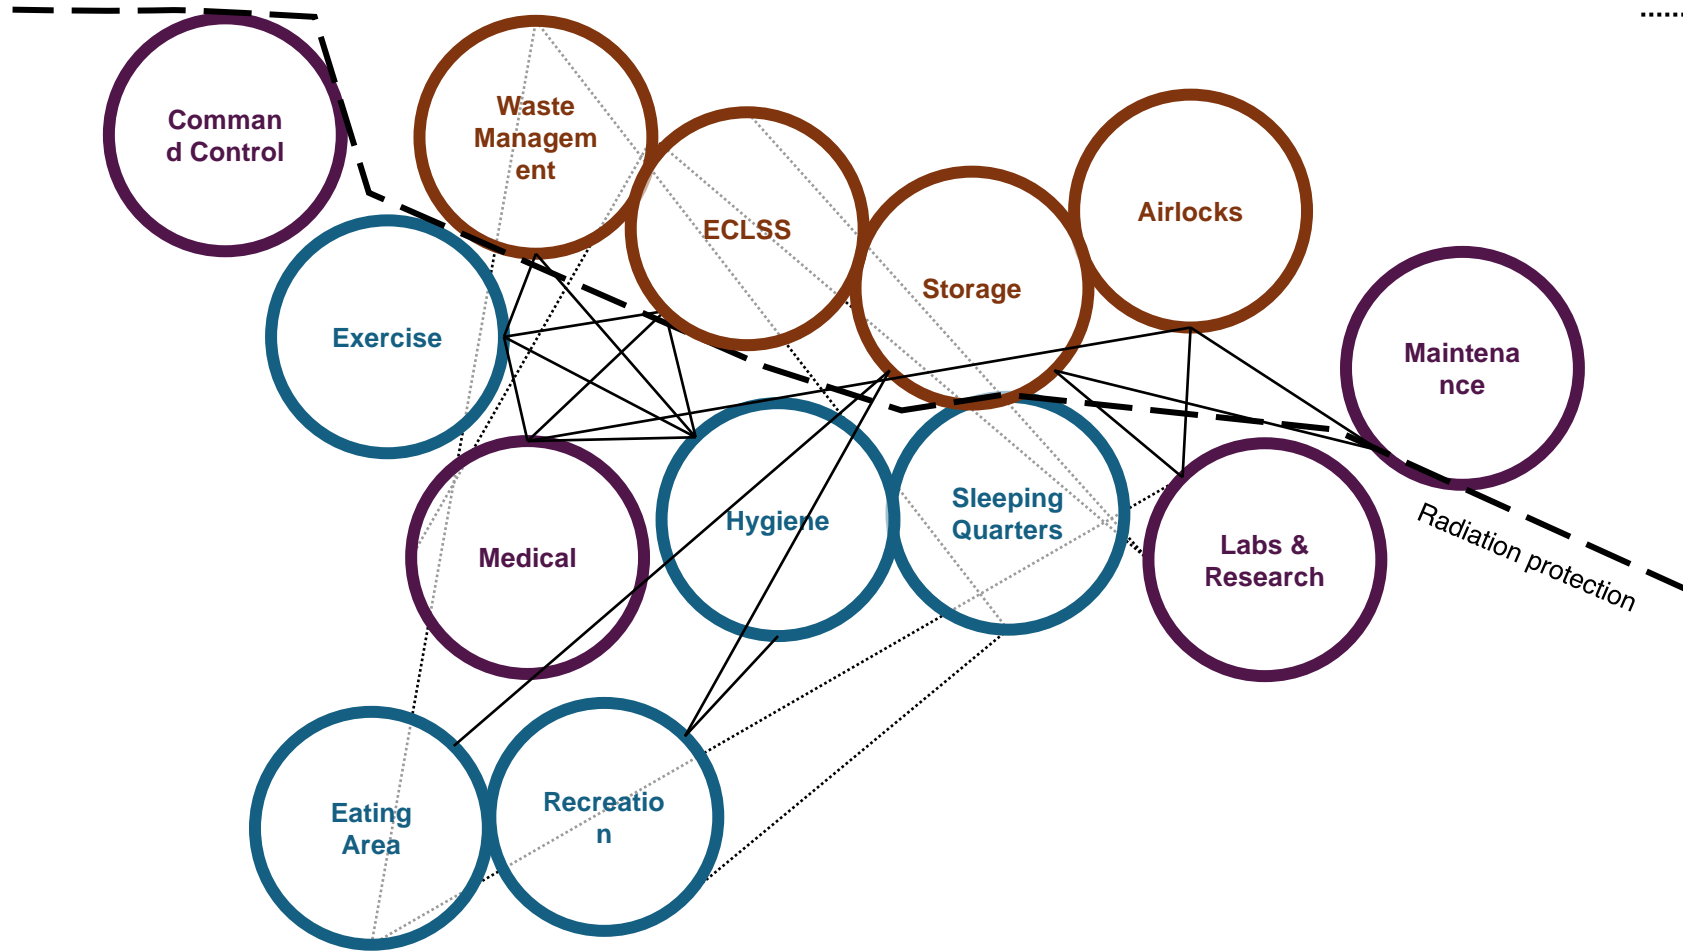 Comman
d Control
Waste
Managem
ent
ECLSS
Storage
Airlocks
Exercise
Maintena
nce
Medical
Hygiene
Sleeping
Quarters
Labs &
Research
Radiation protection
Eating
Area
Recreatio
n